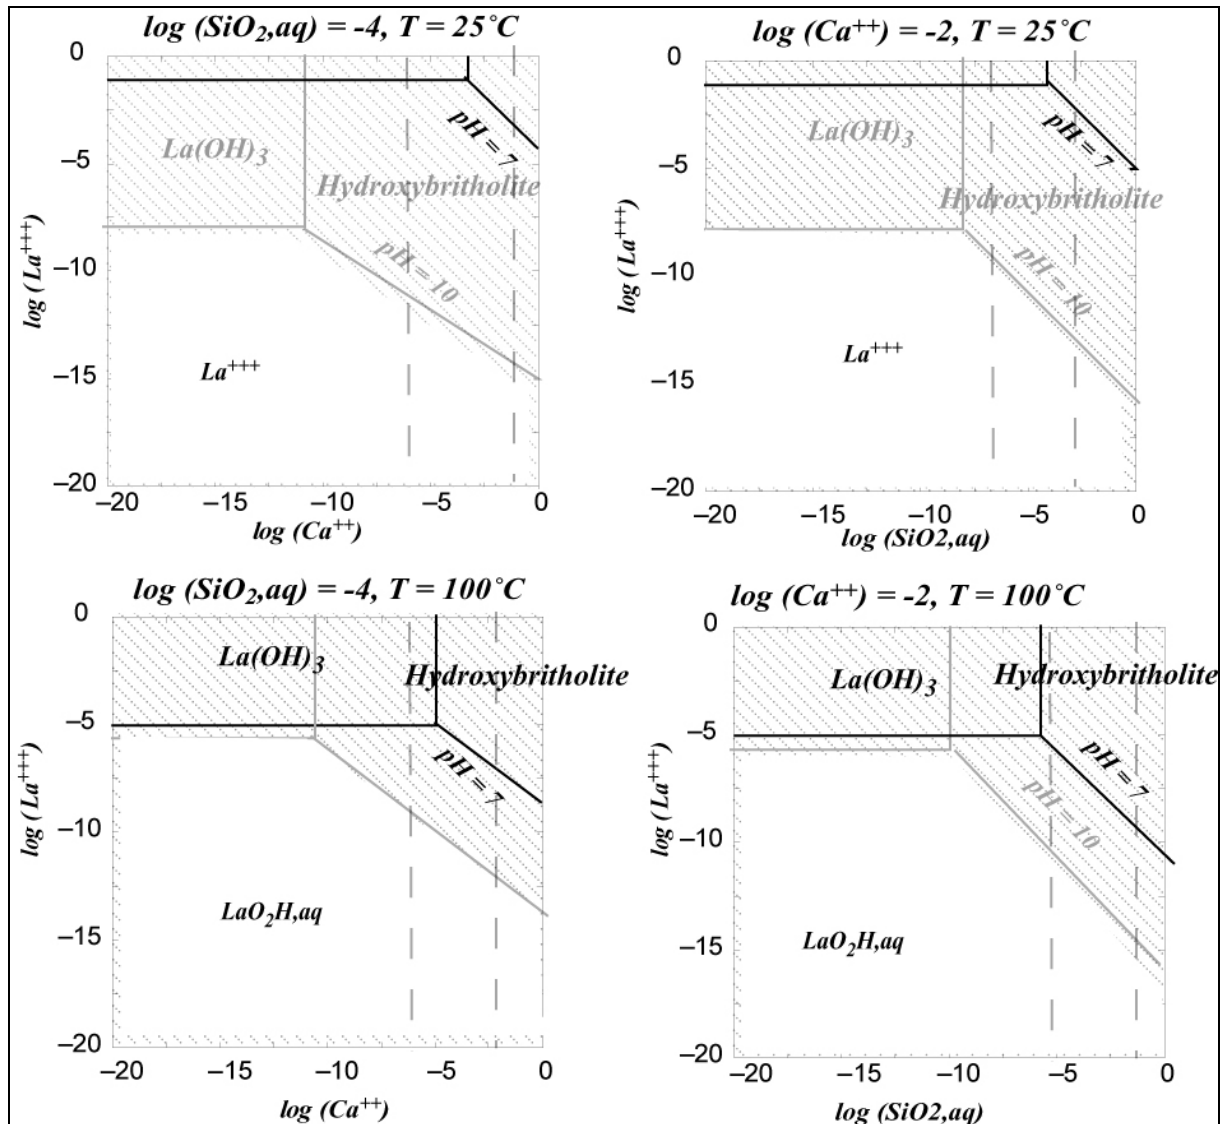 log (SiO₂,aq) = -4, T = 25˚C
0
–5
–10
–15
–20
log (La⁺⁺⁺)
La(OH)₃
pH = 7
Hydroxybritholite
pH = 10
La⁺⁺⁺
–20 –15 –10 –5 0
log (Ca⁺⁺)
log (Ca⁺⁺) = -2, T = 25˚C
0
–5
–10
–15
–20
log (La⁺⁺⁺)
La(OH)₃
pH = 7
Hydroxybritholite
pH = 10
La⁺⁺⁺
–20 –15 –10 –5 0
log (SiO2,aq)
log (SiO₂,aq) = -4, T = 100˚C
0
–5
–10
–15
–20
log (La⁺⁺⁺)
La(OH)₃
Hydroxybritholite
pH = 7
LaO₂H,aq
–20 –15 –10 –5 0
log (Ca⁺⁺)
log (Ca⁺⁺) = -2, T = 100˚C
0
–5
–10
–15
–20
log (La⁺⁺⁺)
La(OH)₃
Hydroxybritholite
pH = 7
pH = 10
LaO₂H,aq
–20 –15 –10 –5 0
log (SiO2,aq)